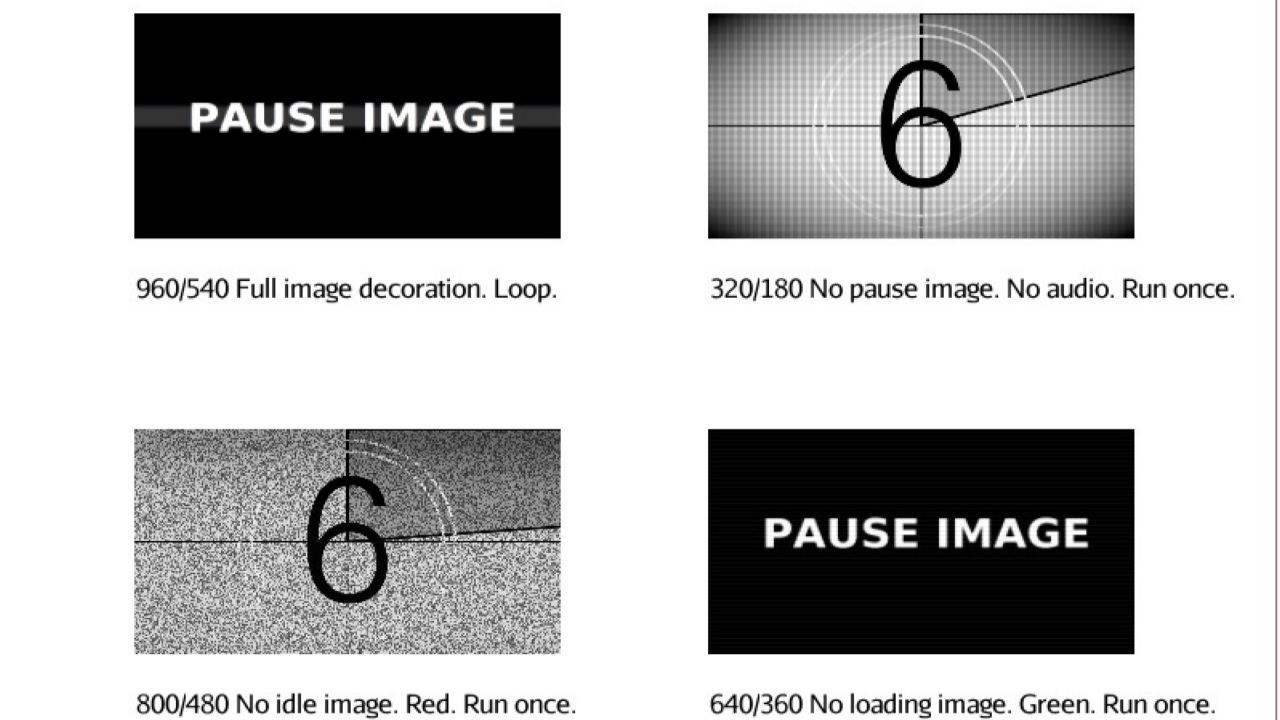 PAUSE IMAGE
6
960/540 Full image decoration. Loop.
320/180 No pause image. No audio. Run once.
6
PAUSE IMAGE
800/480 No idle image. Red. Run once.
640/360 No loading image. Green. Run once.